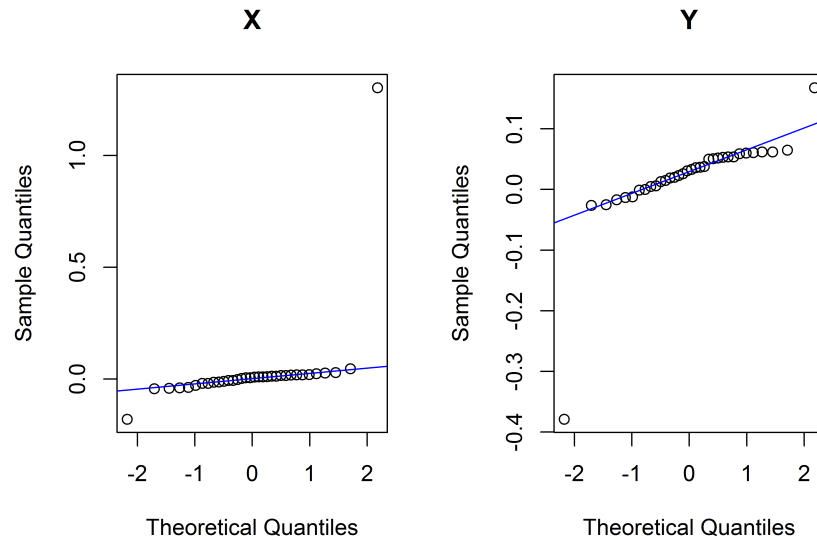 X
Sample Quantiles
1.0
0.5
0.0
-2 -1 0 1 2
Theoretical Quantiles
Y
Sample Quantiles
0.1
0.0
-0.1
-0.2
-0.3
-0.4
-2 -1 0 1 2
Theoretical Quantiles